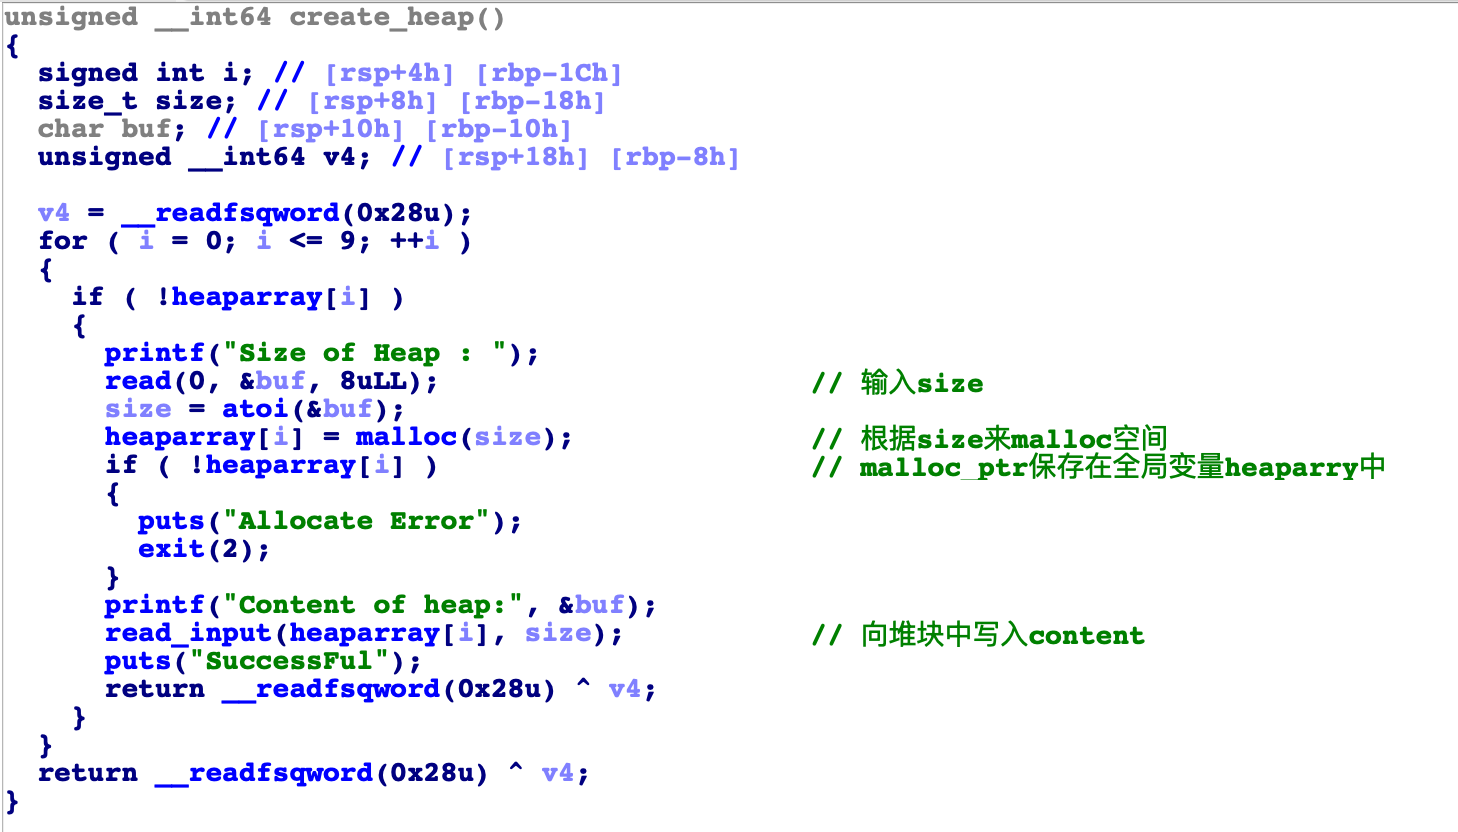 unsigned __int64 create_heap()
{
  signed int i; // [rsp+4h] [rbp-1Ch]
  size_t size; // [rsp+8h] [rbp-18h]
  char buf; // [rsp+10h] [rbp-10h]
  unsigned __int64 v4; // [rsp+18h] [rbp-8h]

  v4 = __readfsqword(0x28u);
  for ( i = 0; i <= 9; ++i )
  {
    if ( !heaparray[i] )
    {
      printf("Size of Heap : ");
      read(0, &buf, 8uLL); // 输入size
      size = atoi(&buf);
      heaparray[i] = malloc(size); // 根据size来malloc空间
      if ( !heaparray[i] ) // malloc_ptr保存在全局变量heaparry中
      {
        puts("Allocate Error");
        exit(2);
      }
      printf("Content of heap:", &buf);
      read_input(heaparray[i], size); // 向堆块中写入content
      puts("SuccessFul");
      return __readfsqword(0x28u) ^ v4;
    }
  }
  return __readfsqword(0x28u) ^ v4;
}